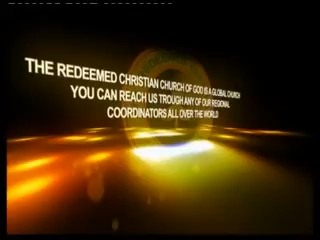 THE REDEEMED CHRISTIAN CHURCH OF GOD IS A GLOBAL CHURCH
YOU CAN REACH US TROUGH ANY OF OUR REGIONAL
COORDINATORS ALL OVER THE WORLD